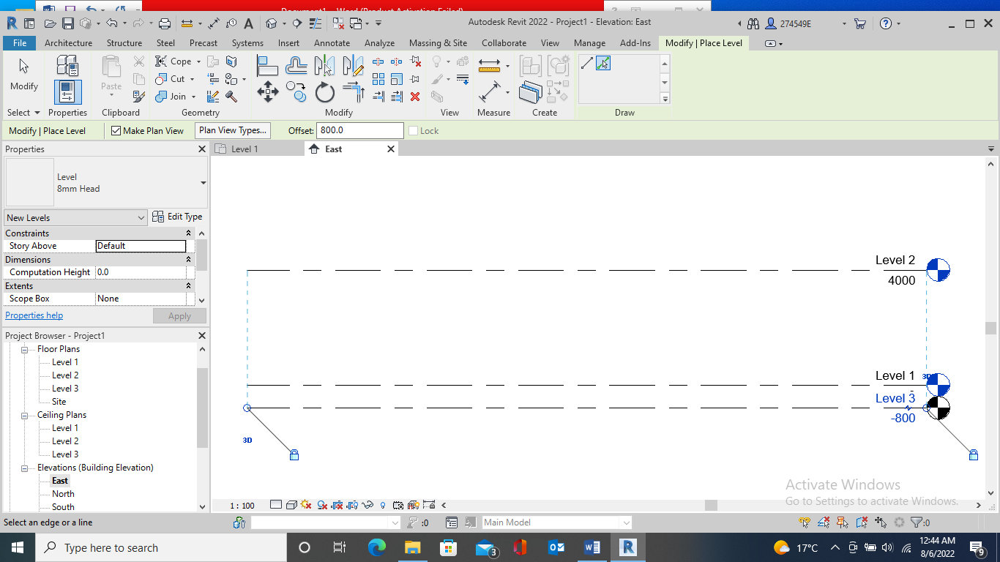 Document1 - Word (Product Activation Failed)
Autodesk Revit 2022 - Project1 - Elevation: East
274549E
File Architecture Structure Steel Precast Systems Insert Annotate Analyze Massing & Site Collaborate View Manage Add-Ins Modify | Place Level
Modify
Paste
Cope
Cut
Join
Select Properties Clipboard Geometry Modify View Measure Create Draw
Modify | Place Level Make Plan View Plan View Types... Offset: 800.0 Lock
Properties
Level 1
East
Level
8mm Head
New Levels Edit Type
Constraints
Story Above Default
Dimensions
Computation Height 0.0
Extents
Scope Box None
Properties help Apply
Project Browser - Project1
Floor Plans
Level 1
Level 2
Level 3
Site
Ceiling Plans
Level 1
Level 2
Level 3
Elevations (Building Elevation)
East
North
South
Level 2
4000
Level 1
3D
Level 3
-800
3D
Activate Windows
Go to Settings to activate Windows.
1 : 100
Select an edge or a line :0 Main Model :0
Type here to search
3
17°C
12:44 AM
8/6/2022
9